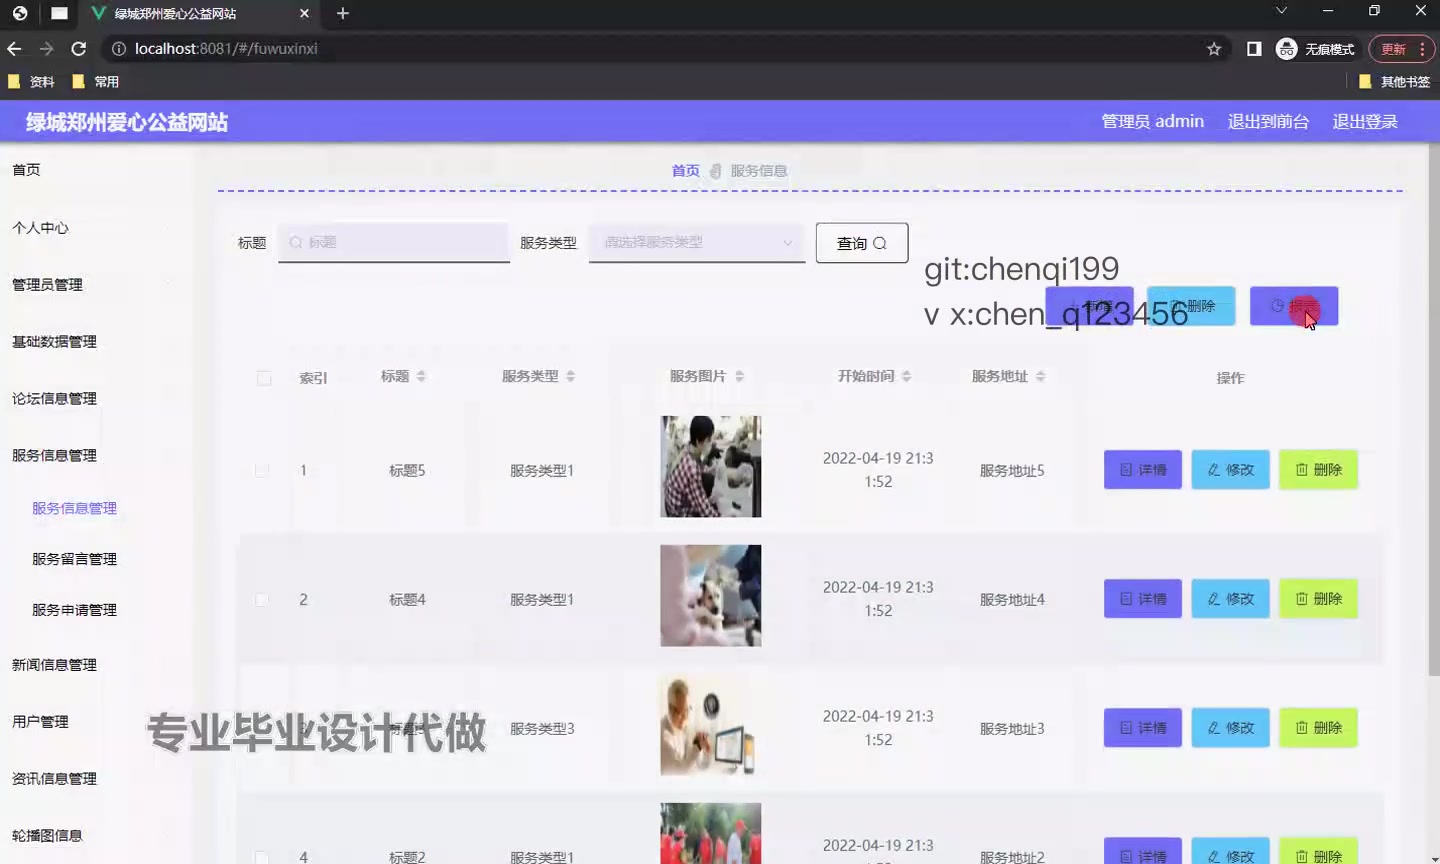 绿城郑州爱心公益网站
localhost:8081/#/fuwuxinxi
无痕模式
更新
资料
常用
其他书签
绿城郑州爱心公益网站
管理员 admin
退出到前台
退出登录
首页
个人中心
管理员管理
基础数据管理
论坛信息管理
服务信息管理
服务信息管理
服务留言管理
服务申请管理
新闻信息管理
用户管理
资讯信息管理
轮播图信息
首页 服务信息
标题 标题 服务类型 请选择服务类型 查询
git:chenqi199
v x:chen_q123456
新增 删除
索引 标题 服务类型 服务图片 开始时间 服务地址 操作
1 标题5 服务类型1 2022-04-19 21:3
1:52 服务地址5 详情 修改 删除
2 标题4 服务类型1 2022-04-19 21:3
1:52 服务地址4 详情 修改 删除
服务类型3 2022-04-19 21:3
1:52 服务地址3 详情 修改 删除
专业毕业设计代做
4 标题2 服务类型1 2022-04-19 21:3
服务地址2 详情 修改 删除